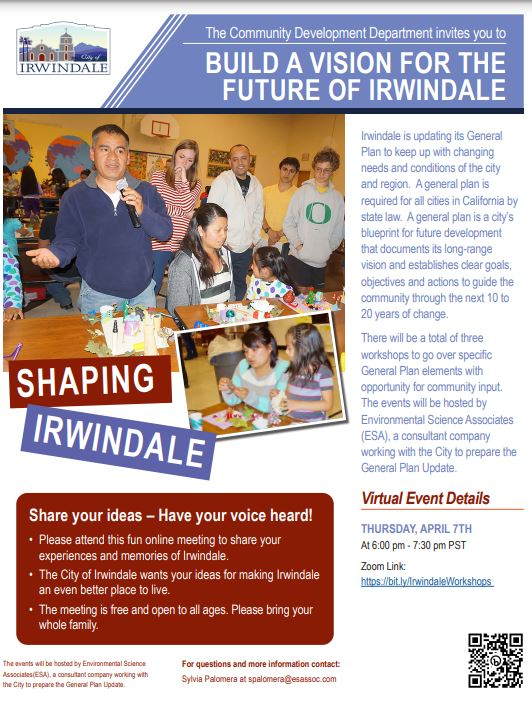 City of
IRWINDALE
The Community Development Department invites you to
BUILD A VISION FOR THE
FUTURE OF IRWINDALE
Irwindale is updating its General
Plan to keep up with changing
needs and conditions of the city
and region. A general plan is
required for all cities in California by
state law. A general plan is a city's
blueprint for future development
that documents its long-range
vision and establishes clear goals,
objectives and actions to guide the
community through the next 10 to
20 years of change.
There will be a total of three
workshops to go over specific
General Plan elements with
opportunity for community input.
The events will be hosted by
Environmental Science Associates
(ESA), a consultant company
working with the City to prepare the
General Plan Update.
O
SHAPING
IRWINDALE
Share your ideas – Have your voice heard!
• Please attend this fun online meeting to share your
experiences and memories of Irwindale.
• The City of Irwindale wants your ideas for making Irwindale
an even better place to live.
• The meeting is free and open to all ages. Please bring your
whole family.
Virtual Event Details
THURSDAY, APRIL 7TH
At 6:00 pm - 7:30 pm PST
Zoom Link:
https://bit.ly/IrwindaleWorkshops
The events will be hosted by Environmental Science
Associates(ESA), a consultant company working with
the City to prepare the General Plan Update.
For questions and more information contact:
Sylvia Palomera at spalomera@esassoc.com